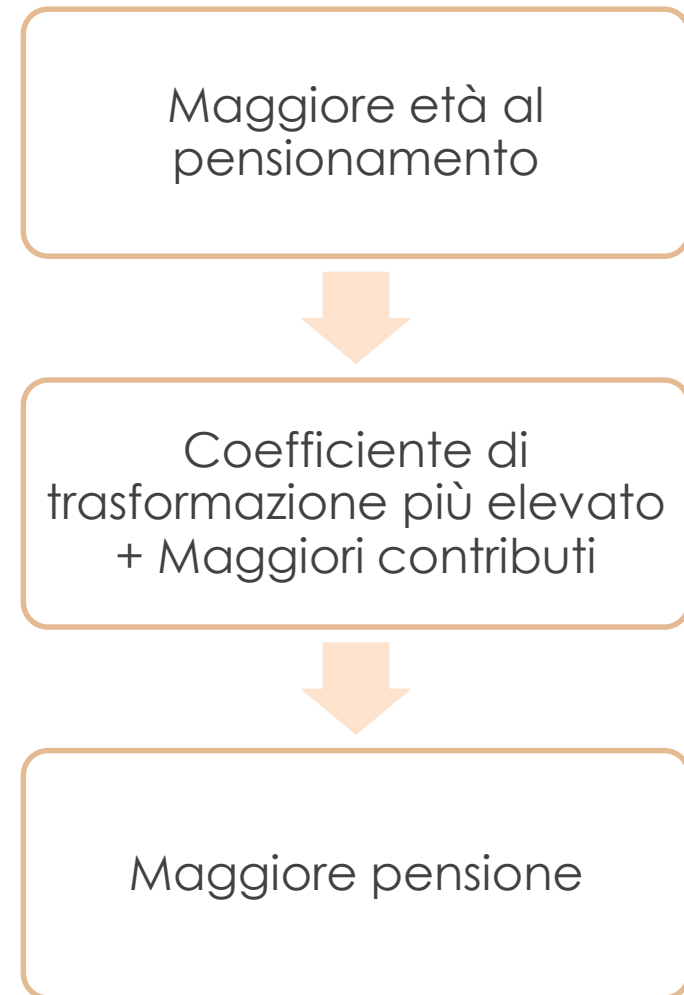 Maggiore età al
pensionamento
Coefficiente di
trasformazione più elevato
+ Maggiori contributi
Maggiore pensione